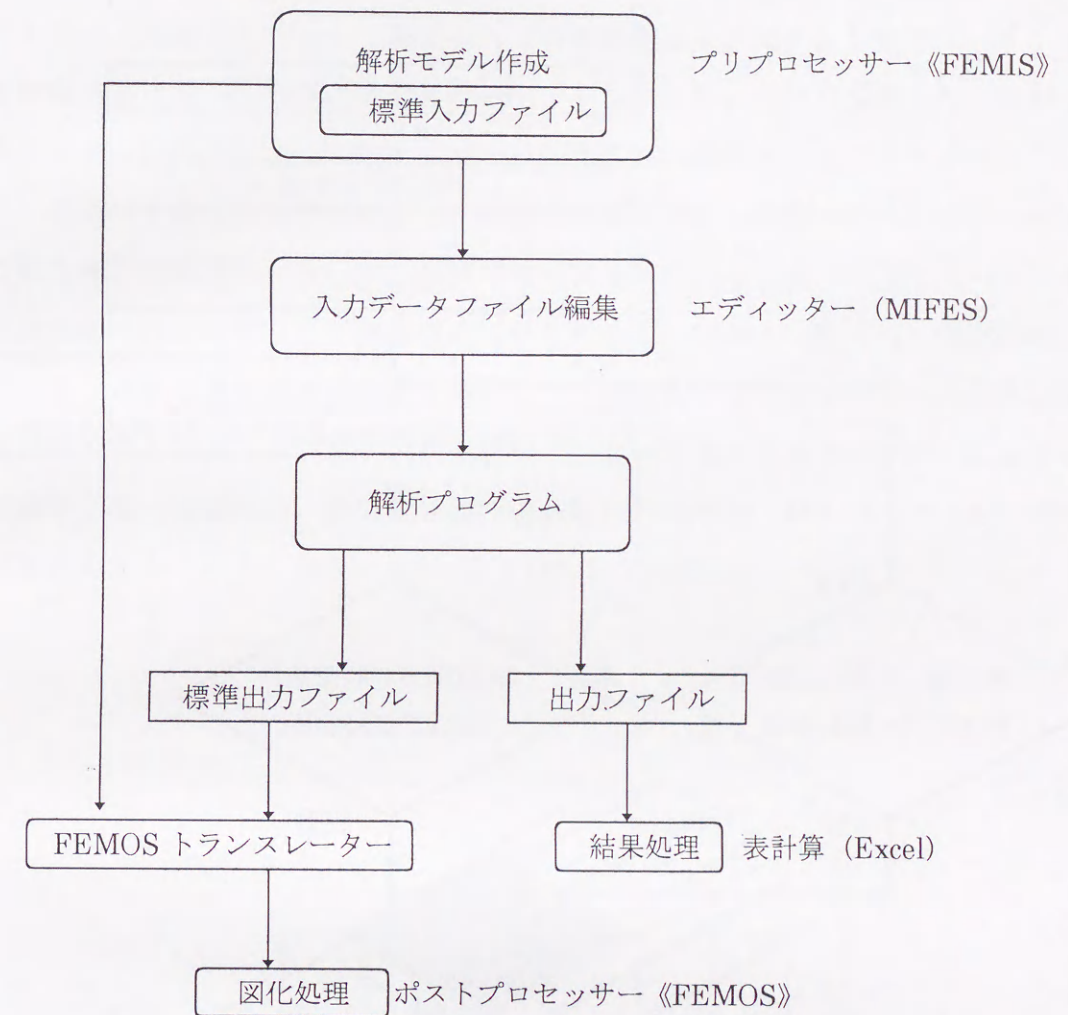 解析モデル作成
プリプロセッサー《FEMIS》
標準入力ファイル
入力データファイル編集
エディッター（MIFES）
解析プログラム
標準出力ファイル
出力ファイル
FEMOS トランスレーター
結果処理
表計算（Excel）
図化処理
ポストプロセッサー《FEMOS》